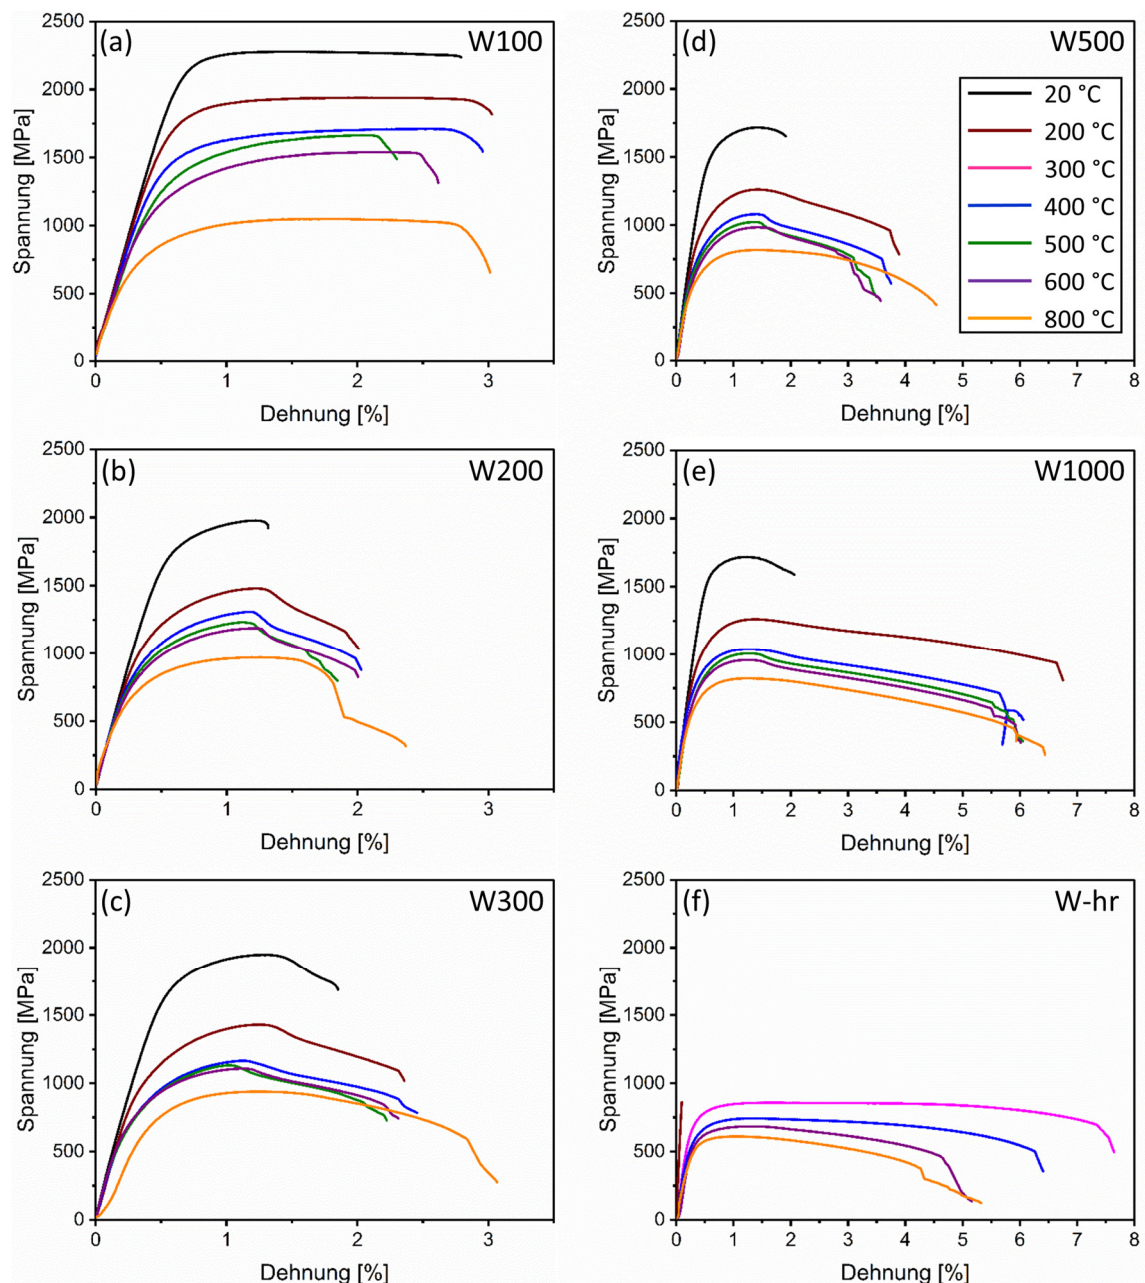 (a) W100
2500
2000
1500
1000
500
0
Spannung [MPa]
0 1 2 3
Dehnung [%]
(d) W500
2500
2000
1500
1000
500
0
Spannung [MPa]
20 °C
200 °C
300 °C
400 °C
500 °C
600 °C
800 °C
0 1 2 3 4 5 6 7 8
Dehnung [%]
(b) W200
2500
2000
1500
1000
500
0
Spannung [MPa]
0 1 2 3
Dehnung [%]
(e) W1000
2500
2000
1500
1000
500
0
Spannung [MPa]
0 1 2 3 4 5 6 7 8
Dehnung [%]
(c) W300
2500
2000
1500
1000
500
0
Spannung [MPa]
0 1 2 3
Dehnung [%]
(f) W-hr
2500
2000
1500
1000
500
0
Spannung [MPa]
0 1 2 3 4 5 6 7 8
Dehnung [%]